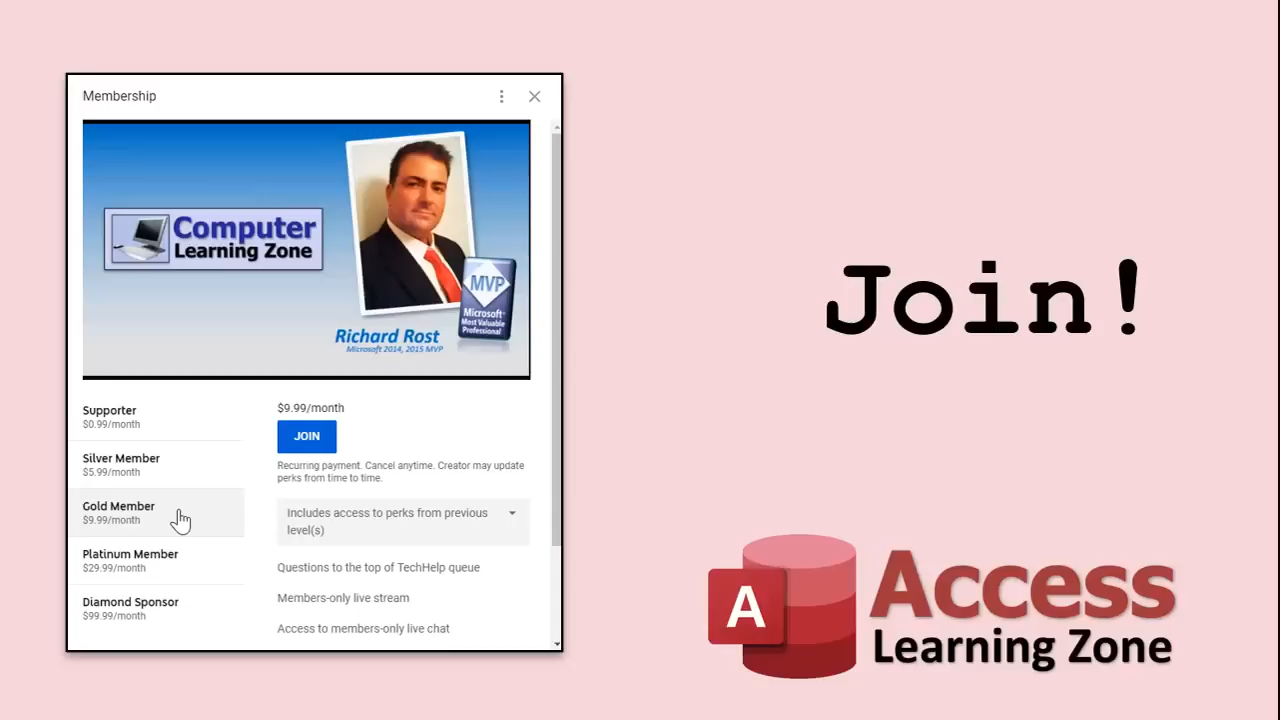 Membership
Computer
Learning Zone
MVP
Microsoft®
Most Valuable
Professional
Richard Rost
Microsoft 2014, 2015 MVP
Supporter
$0.99/month
Silver Member
$5.99/month
Gold Member
$9.99/month
Platinum Member
$29.99/month
Diamond Sponsor
$99.99/month
$9.99/month
JOIN
Recurring payment. Cancel anytime. Creator may update
perks from time to time.
Includes access to perks from previous
level(s)
Questions to the top of TechHelp queue
Members-only live stream
Access to members-only live chat
Join!
A
Access
Learning Zone